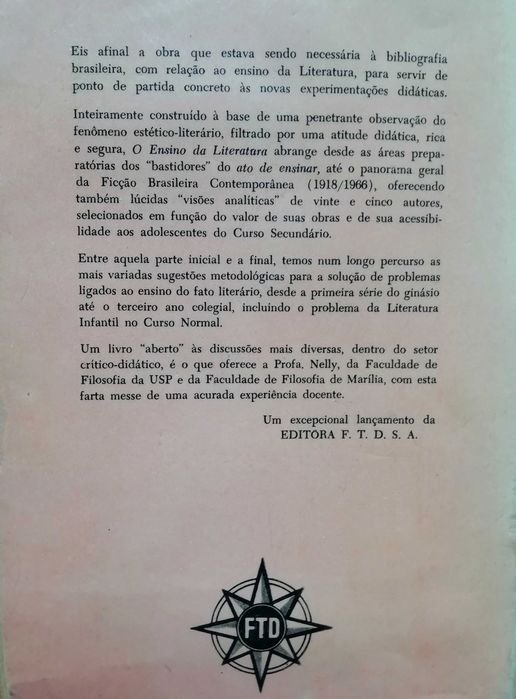 Eis afinal a obra que estava sendo necessária à bibliografia
brasileira, com relação ao ensino da Literatura, para servir de
ponto de partida concreto às novas experimentações didáticas.
Inteiramente construído à base de uma penetrante observação do
fenômeno estético-literário, filtrado por uma atitude didática, rica
e segura, O Ensino da Literatara abrange desde as áreas prepa-
ratórias dos "bastidores" do ato de ensinar, até o panorama geral
da Ficção Brasileira Contemporânea (1918/1966), oferecendo
também lúcidas "visões analíticas" de vinte e cinco autores,
selecionados em função do valor de suas obras e de sua acessibi-
lidade aos adolescentes do Curso Secundário.
Entre aquela parte inicial e a final, temos num longo percurso as
mais variadas sugestões metodológicas para a solução de problemas
ligados ao ensino do fato literário, desde a primeira série do ginásio
até o terceiro ano colegial, incluindo o problema da Literatura
Infantil no Curso Normal.
Um livro "aberto" às discussões mais diversas, dentro do setor
crítico-didático, é o que oferece a Profa. Nelly, da Faculdade de
Filosofia da USP e da Faculdade de Filosofia de Marília, com esta
farta messe de uma acurada experiência docente.
Um excepcional lançamento da
EDITÔRA F. T. D. S. A.
FTD